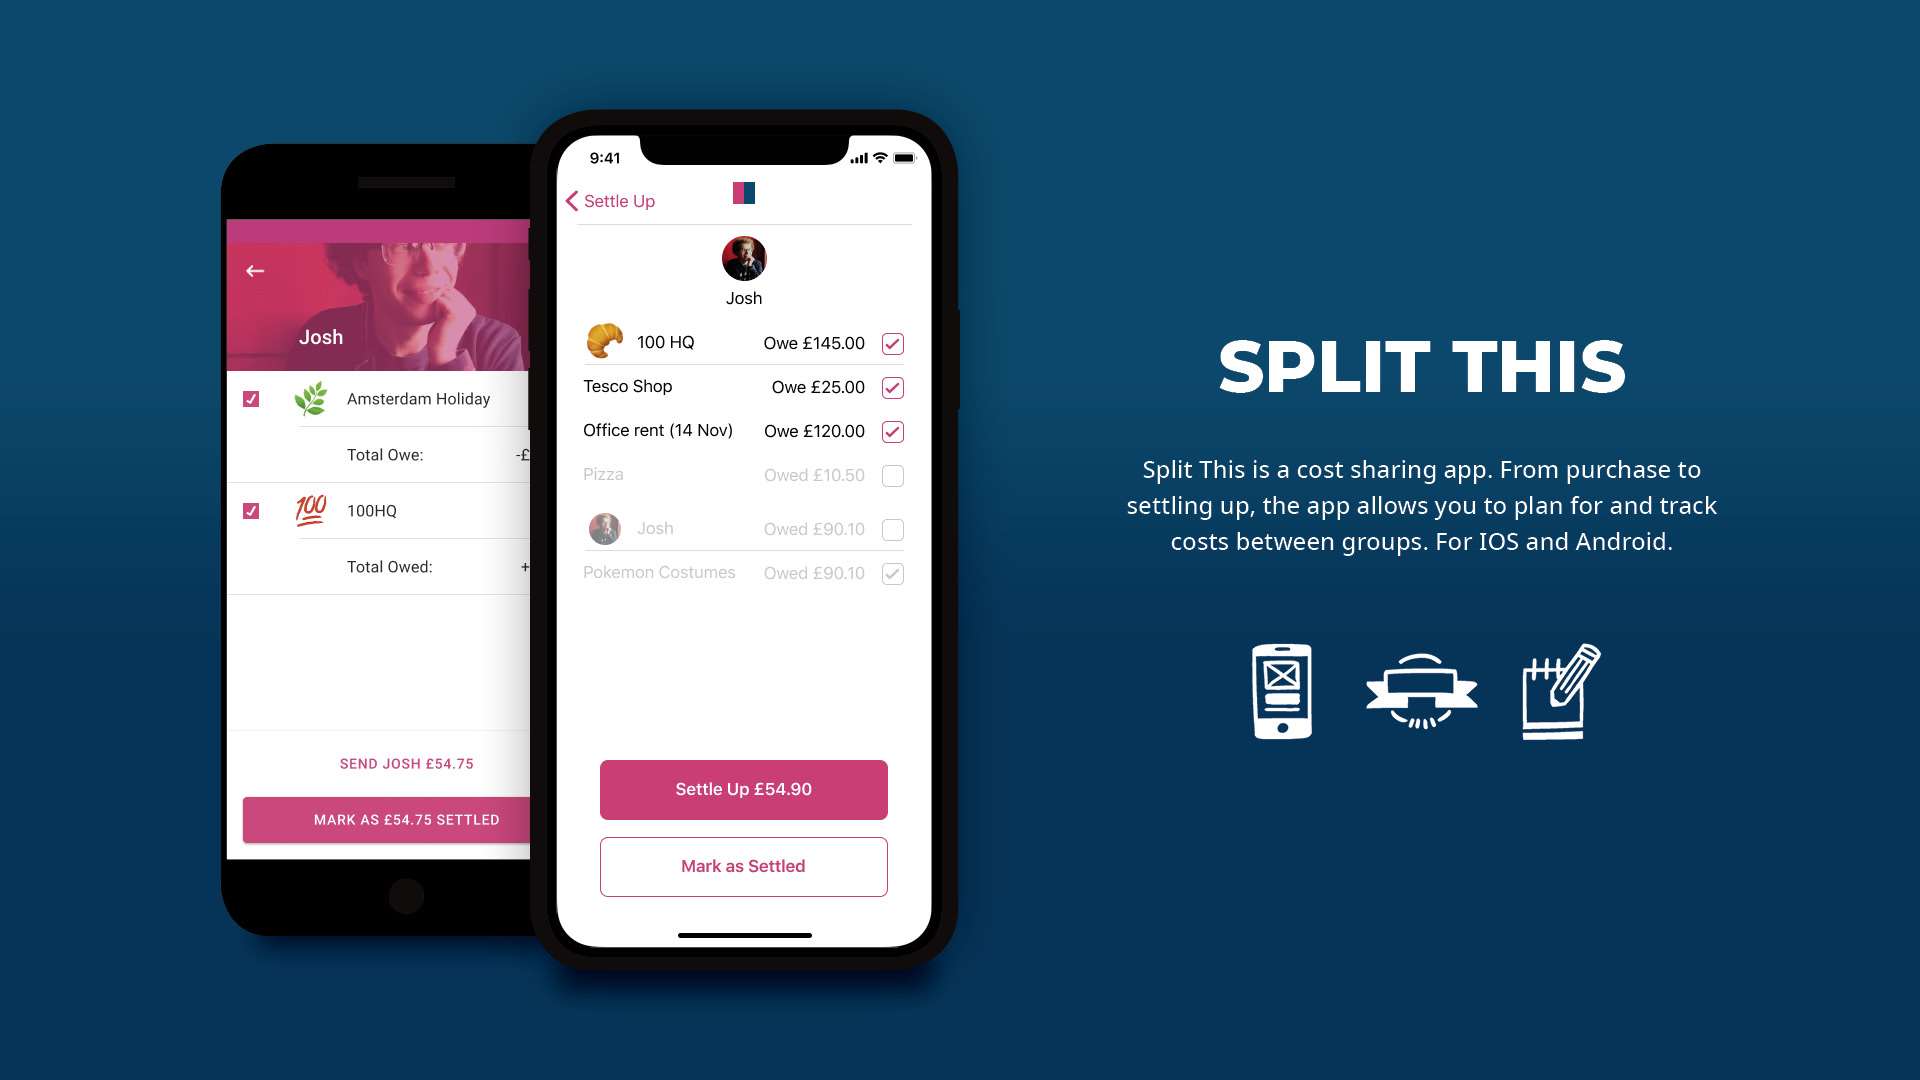 Josh
Amsterdam Holiday
Total Owe: -£
100HQ
Total Owed: +
SEND JOSH £54.75
MARK AS £54.75 SETTLED
9:41
Settle Up
Josh
100 HQ Owe £145.00
Tesco Shop Owe £25.00
Office rent (14 Nov) Owe £120.00
Pizza Owed £10.50
Josh Owed £90.10
Pokemon Costumes Owed £90.10
Settle Up £54.90
Mark as Settled
SPLIT THIS
Split This is a cost sharing app. From purchase to
settling up, the app allows you to plan for and track
costs between groups. For IOS and Android.